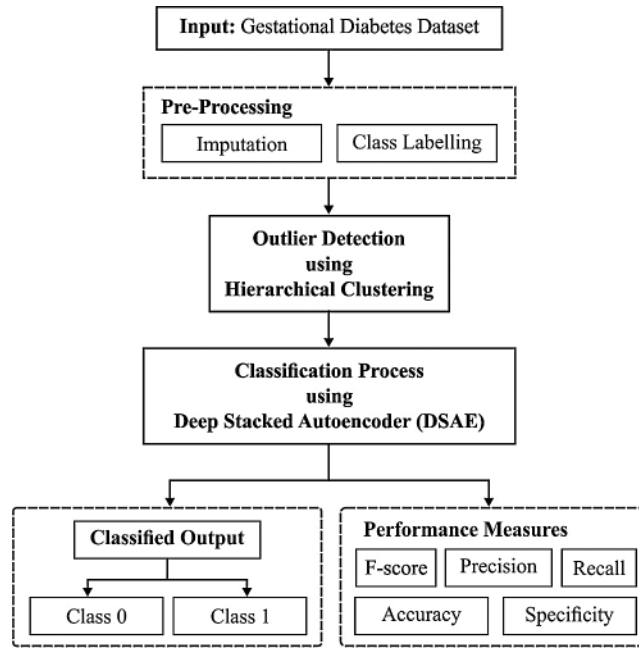 Input: Gestational Diabetes Dataset
Pre-Processing
Imputation
Class Labelling
Outlier Detection
using
Hierarchical Clustering
Classification Process
using
Deep Stacked Autoencoder (DSAE)
Classified Output
Class 0
Class 1
Performance Measures
F-score
Precision
Recall
Accuracy
Specificity